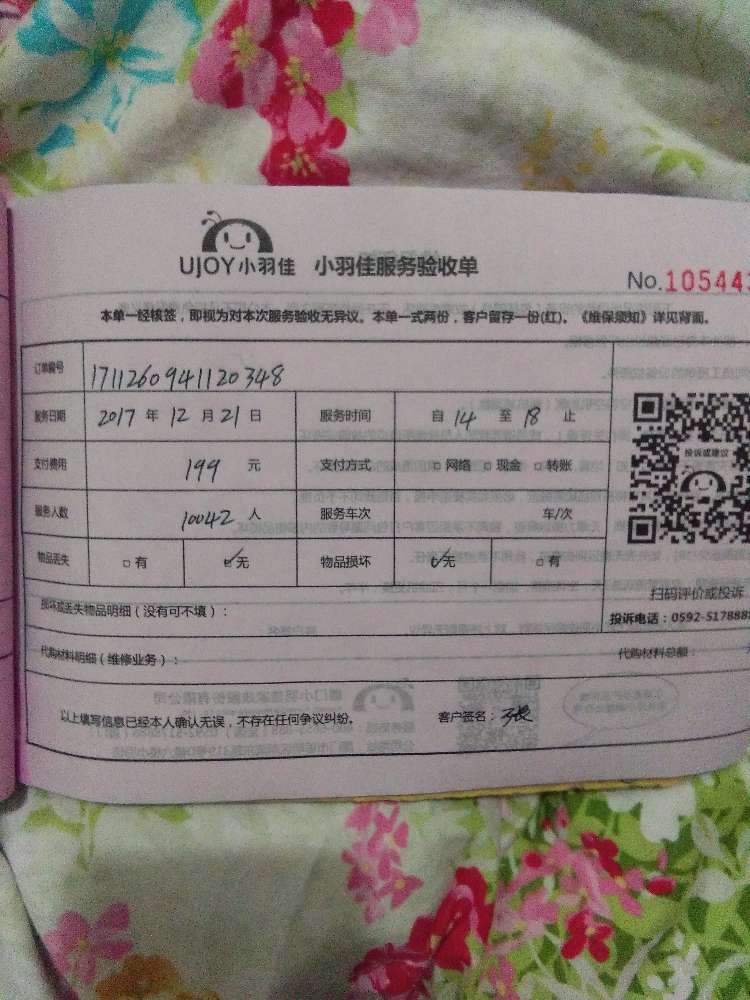 UJOY小羽佳 小羽佳服务验收单
No.10544
本单一经核签，即视为对本次服务验收无异议。本单一式两份，客户留存一份(红)。《维保须知》详见背面。
订单编号 1711260941120348
服务日期 2017 年 12 月 21 日 服务时间 自 14 至 18 止
支付费用 199 元 支付方式 □网络 □现金 □转账
服务人数 10042 人 服务车次 车/次
物品丢失 □有 ☑无 物品损坏 ☑无 □有
投诉或建议
扫码评价或投诉
损坏或丢失物品明细（没有可不填）：
投诉电话：0592-5178888
代购材料明细（维修业务）： 代购材料总额：
以上填写信息已经本人确认无误，不存在任何争议纠纷。 客户签名：张